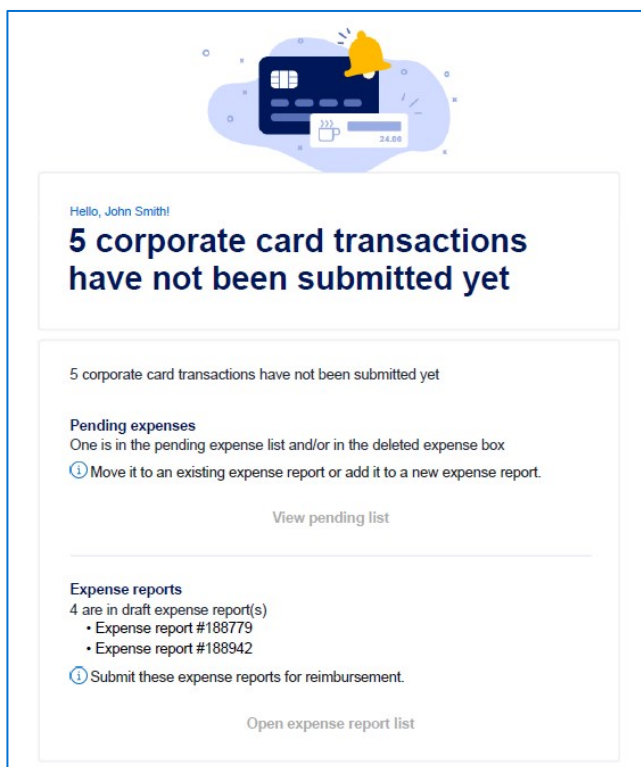 24.66
Hello, John Smith!
5 corporate card transactions
have not been submitted yet
5 corporate card transactions have not been submitted yet
Pending expenses
One is in the pending expense list and/or in the deleted expense box
Move it to an existing expense report or add it to a new expense report.
View pending list
Expense reports
4 are in draft expense report(s)
• Expense report #188779
• Expense report #188942
Submit these expense reports for reimbursement.
Open expense report list